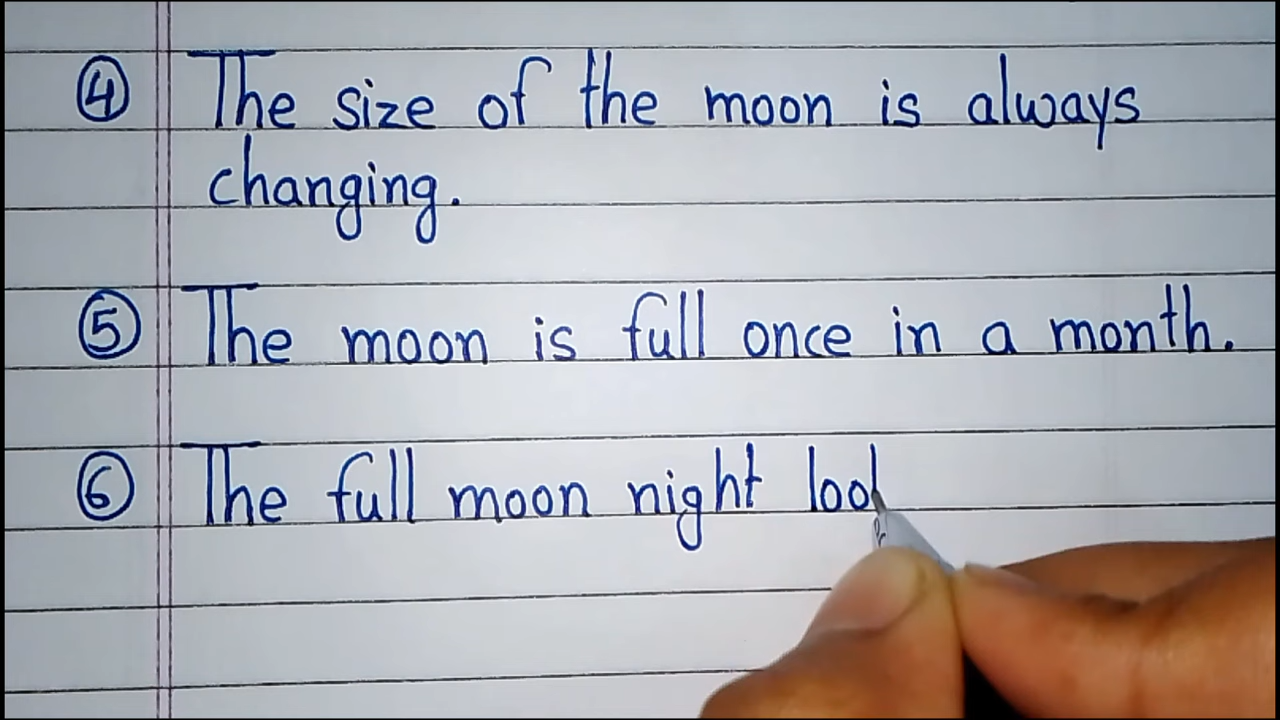 ④ The size of the moon is always
changing.
⑤ The moon is full once in a month.
⑥ The full moon night